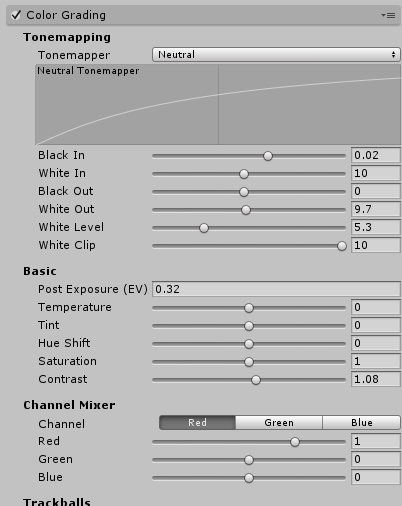 Color Grading
Tonemapping
Tonemapper Neutral
Neutral Tonemapper
Black In 0.02
White In 10
Black Out 0
White Out 9.7
White Level 5.3
White Clip 10
Basic
Post Exposure (EV) 0.32
Temperature 0
Tint 0
Hue Shift 0
Saturation 1
Contrast 1.08
Channel Mixer
Channel Red Green Blue
Red 1
Green 0
Blue 0
Trackballs